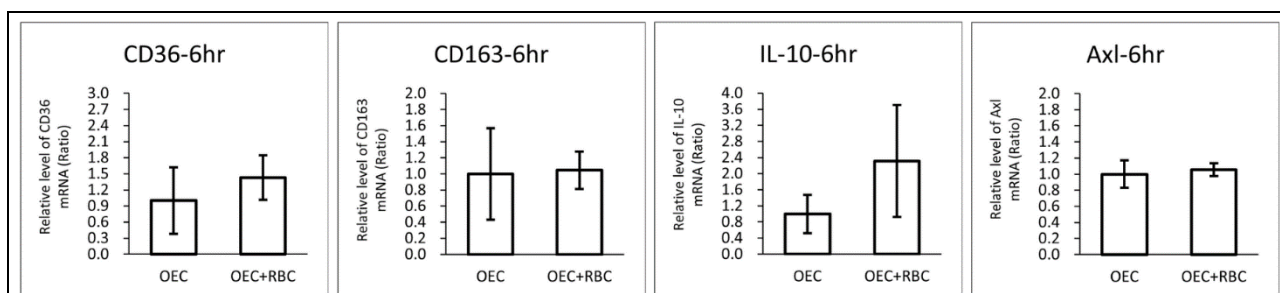 CD36-6hr
Relative level of CD36
mRNA (Ratio)
3.0
2.7
2.4
2.1
1.8
1.5
1.2
0.9
0.6
0.3
0.0
OEC
OEC+RBC
CD163-6hr
Relative level of CD163
mRNA (Ratio)
2.0
1.8
1.6
1.4
1.2
1.0
0.8
0.6
0.4
0.2
0.0
OEC
OEC+RBC
IL-10-6hr
Relative level of IL-10
mRNA (Ratio)
4.0
3.6
3.2
2.8
2.4
2.0
1.6
1.2
0.8
0.4
0.0
OEC
OEC+RBC
Axl-6hr
Relative level of Axl
mRNA (Ratio)
2.0
1.8
1.6
1.4
1.2
1.0
0.8
0.6
0.4
0.2
0.0
OEC
OEC+RBC